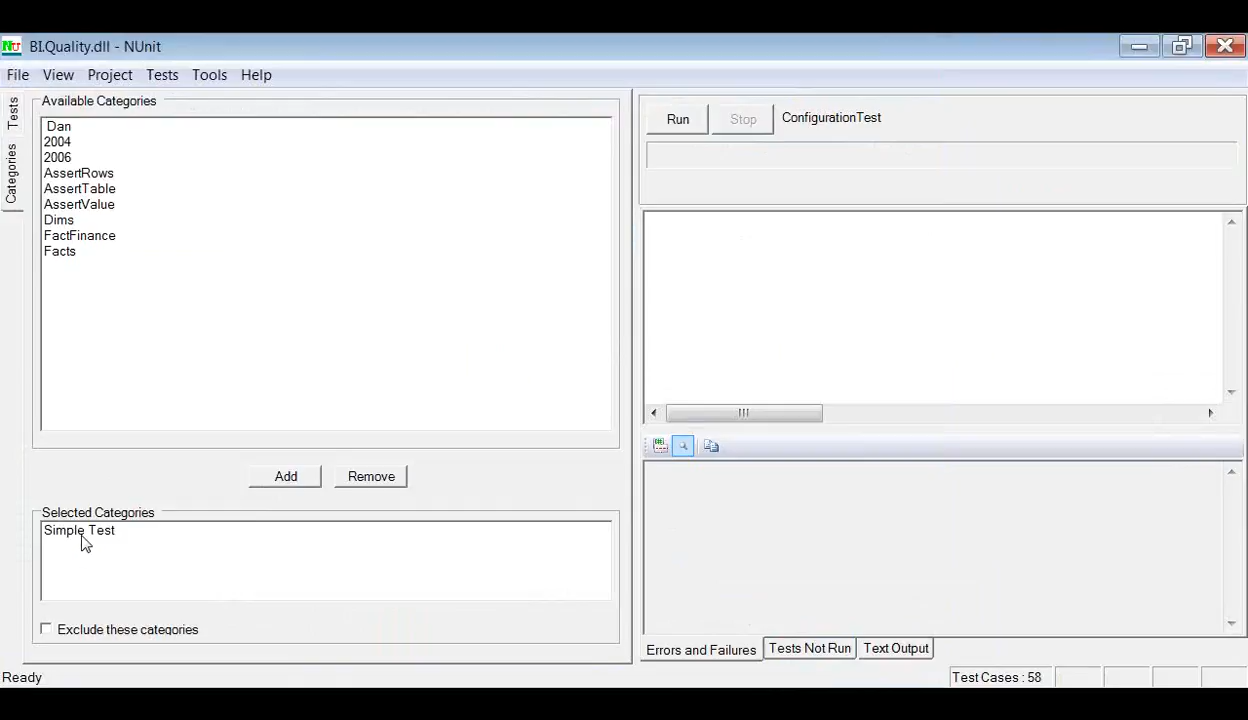 BI.Quality.dll - NUnit
File View Project Tests Tools Help
Tests
Categories
Available Categories
Dan
2004
2006
AssertRows
AssertTable
AssertValue
Dims
FactFinance
Facts
Add Remove
Selected Categories
Simple Test
Exclude these categories
Run Stop ConfigurationTest
Errors and Failures Tests Not Run Text Output
Ready Test Cases : 58